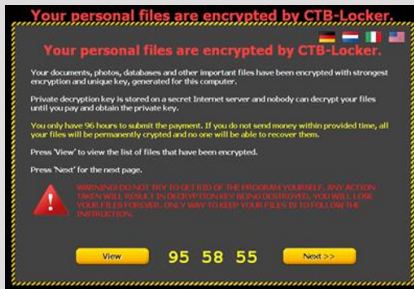 Your personal files are encrypted by CTB-Locker.
Your personal files are encrypted by CTB-Locker.
Your documents, photos, databases and other important files have been encrypted with strongest
encryption and unique key, generated for this computer.
Private decryption key is stored on a secret Internet server and nobody can decrypt your files
until you pay and obtain the private key.
You only have 96 hours to submit the payment. If you do not send money within provided time, all
your files will be permanently crypted and no one will be able to recover them.
Press 'View' to view the list of files that have been encrypted.
Press 'Next' for the next page.
WARNING! DO NOT TRY TO GET RID OF THE PROGRAM YOURSELF. ANY ACTION
TAKEN WILL RESULT IN DECRYPTION KEY BEING DESTROYED. YOU WILL LOSE
YOUR FILES FOREVER. ONLY WAY TO KEEP YOUR FILES IS TO FOLLOW THE
INSTRUCTION.
View 95 58 55 Next >>